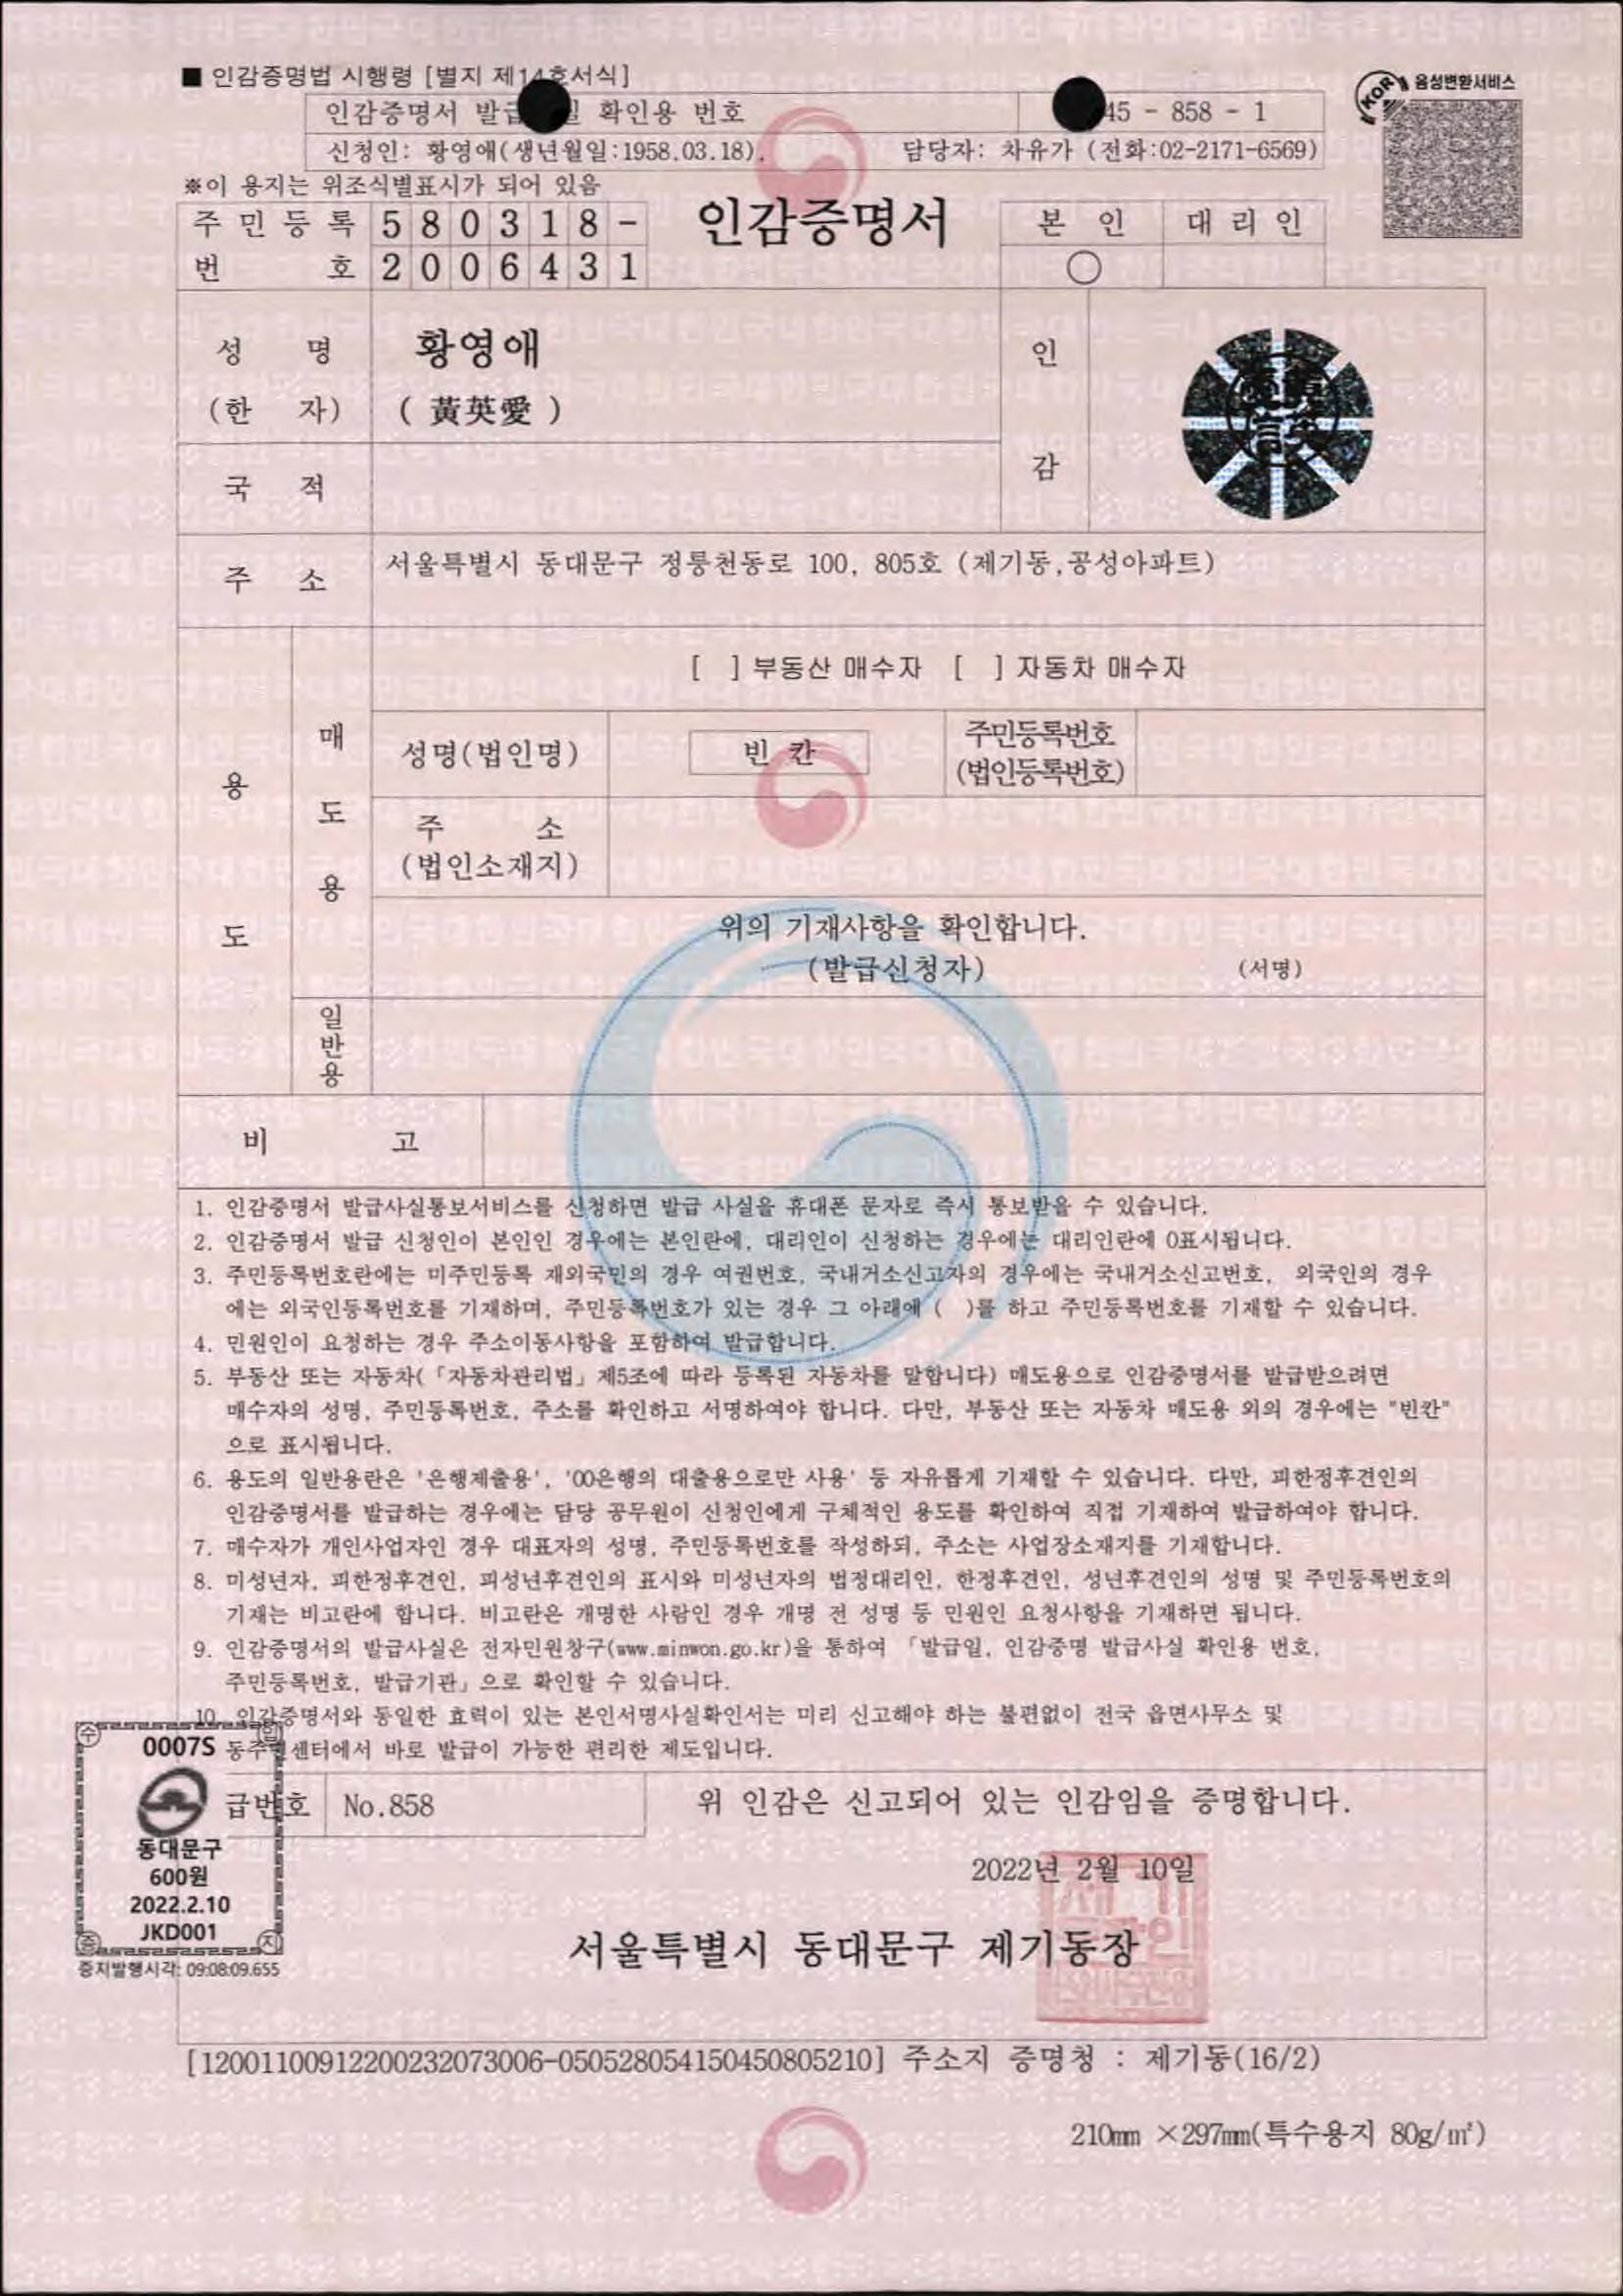 ■ 인감증명법 시행령 [별지 제14호서식]
음성변환서비스
KOR
인감증명서 발급 확인용 번호 45 - 858 - 1
신청인: 황영애(생년월일:1958.03.18). 담당자: 차유가 (전화:02-2171-6569)
※이 용지는 위조식별표시가 되어 있음
주민등록 580318-
번 호 2006431
인감증명서
본 인 대 리 인
○
성 명 황영애
(한 자) ( 黃英愛 )
인 감
국 적
주 소 서울특별시 동대문구 정릉천동로 100, 805호 (제기동,공성아파트)
용 도
매 도 용
[ ] 부동산 매수자 [ ] 자동차 매수자
성명(법인명) 빈 칸 주민등록번호
(법인등록번호)
주 소
(법인소재지)
위의 기재사항을 확인합니다.
(발급신청자) (서명)
일반용
비 고
1. 인감증명서 발급사실통보서비스를 신청하면 발급 사실을 휴대폰 문자로 즉시 통보받을 수 있습니다.
2. 인감증명서 발급 신청인이 본인인 경우에는 본인란에, 대리인이 신청하는 경우에는 대리인란에 0표시됩니다.
3. 주민등록번호란에는 미주민등록 재외국민의 경우 여권번호, 국내거소신고자의 경우에는 국내거소신고번호, 외국인의 경우
에는 외국인등록번호를 기재하며, 주민등록번호가 있는 경우 그 아래에 ( )를 하고 주민등록번호를 기재할 수 있습니다.
4. 민원인이 요청하는 경우 주소이동사항을 포함하여 발급합니다.
5. 부동산 또는 자동차(「자동차관리법」제5조에 따라 등록된 자동차를 말합니다) 매도용으로 인감증명서를 발급받으려면
매수자의 성명, 주민등록번호, 주소를 확인하고 서명하여야 합니다. 다만, 부동산 또는 자동차 매도용 외의 경우에는 "빈칸"
으로 표시됩니다.
6. 용도의 일반용란은 '은행제출용', '00은행의 대출용으로만 사용' 등 자유롭게 기재할 수 있습니다. 다만, 피한정후견인의
인감증명서를 발급하는 경우에는 담당 공무원이 신청인에게 구체적인 용도를 확인하여 직접 기재하여 발급하여야 합니다.
7. 매수자가 개인사업자인 경우 대표자의 성명, 주민등록번호를 작성하되, 주소는 사업장소재지를 기재합니다.
8. 미성년자, 피한정후견인, 피성년후견인의 표시와 미성년자의 법정대리인, 한정후견인, 성년후견인의 성명 및 주민등록번호의
기재는 비고란에 합니다. 비고란은 개명한 사람인 경우 개명 전 성명 등 민원인 요청사항을 기재하면 됩니다.
9. 인감증명서의 발급사실은 전자민원창구(www.minwon.go.kr)을 통하여 「발급일, 인감증명 발급사실 확인용 번호,
주민등록번호, 발급기관」으로 확인할 수 있습니다.
10. 인감증명서와 동일한 효력이 있는 본인서명사실확인서는 미리 신고해야 하는 불편없이 전국 읍면사무소 및
동주민센터에서 바로 발급이 가능한 편리한 제도입니다.
수 입
0007S
동대문구
600원
2022.2.10
JKD001
증 지
증지발행시각: 09:08:09.655
급번호 No.858
위 인감은 신고되어 있는 인감임을 증명합니다.
2022년 2월 10일
서울특별시 동대문구 제기동장
[12001100912200232073006-050528054150450805210] 주소지 증명청 : 제기동(16/2)
210mm ×297mm(특수용지 80g/㎡)